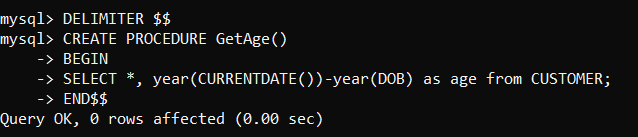 mysql> DELIMITER $$
mysql> CREATE PROCEDURE GetAge()
    -> BEGIN
    -> SELECT *, year(CURRENTDATE())-year(DOB) as age from CUSTOMER;
    -> END$$
Query OK, 0 rows affected (0.00 sec)